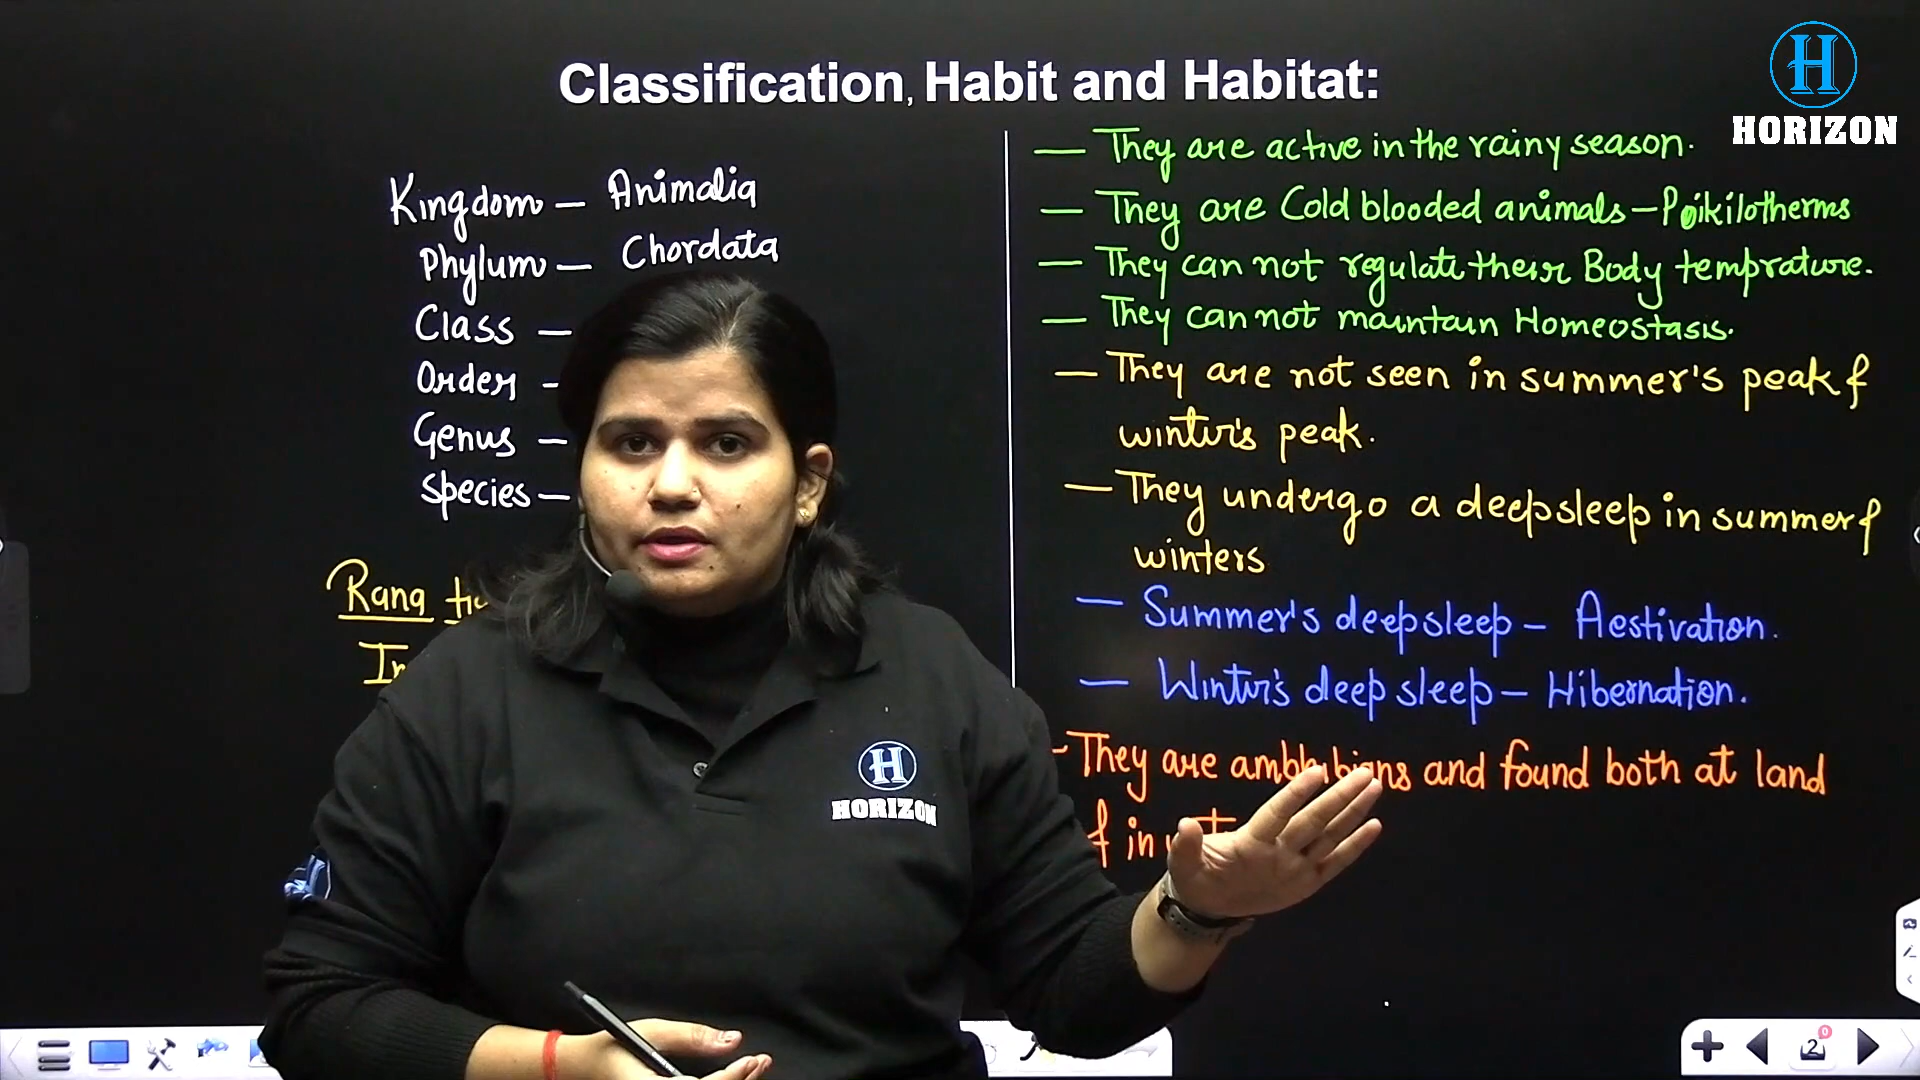 Classification, Habit and Habitat:
H
HORIZON
Kingdom – Animalia
Phylum – Chordata
Class –
Order -
Genus –
Species –
Rana
— They are active in the rainy season.
— They are Cold blooded animals – Poikilotherms
— They can not regulate their Body temprature.
— They can not maintain Homeostasis.
— They are not seen in summer's peak &
winter's peak.
— They undergo a deep sleep in summer &
winters
— Summer's deep sleep – Aestivation.
— Winter's deep sleep – Hibernation.
- They are and found both at land
& in
H
HORIZON
2
0